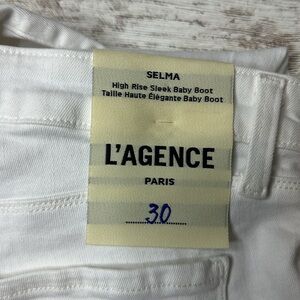 SELMA
High Rise Sleek Baby Boot
Taille Haute Élégante Baby Boot
L'AGENCE
PARIS
30